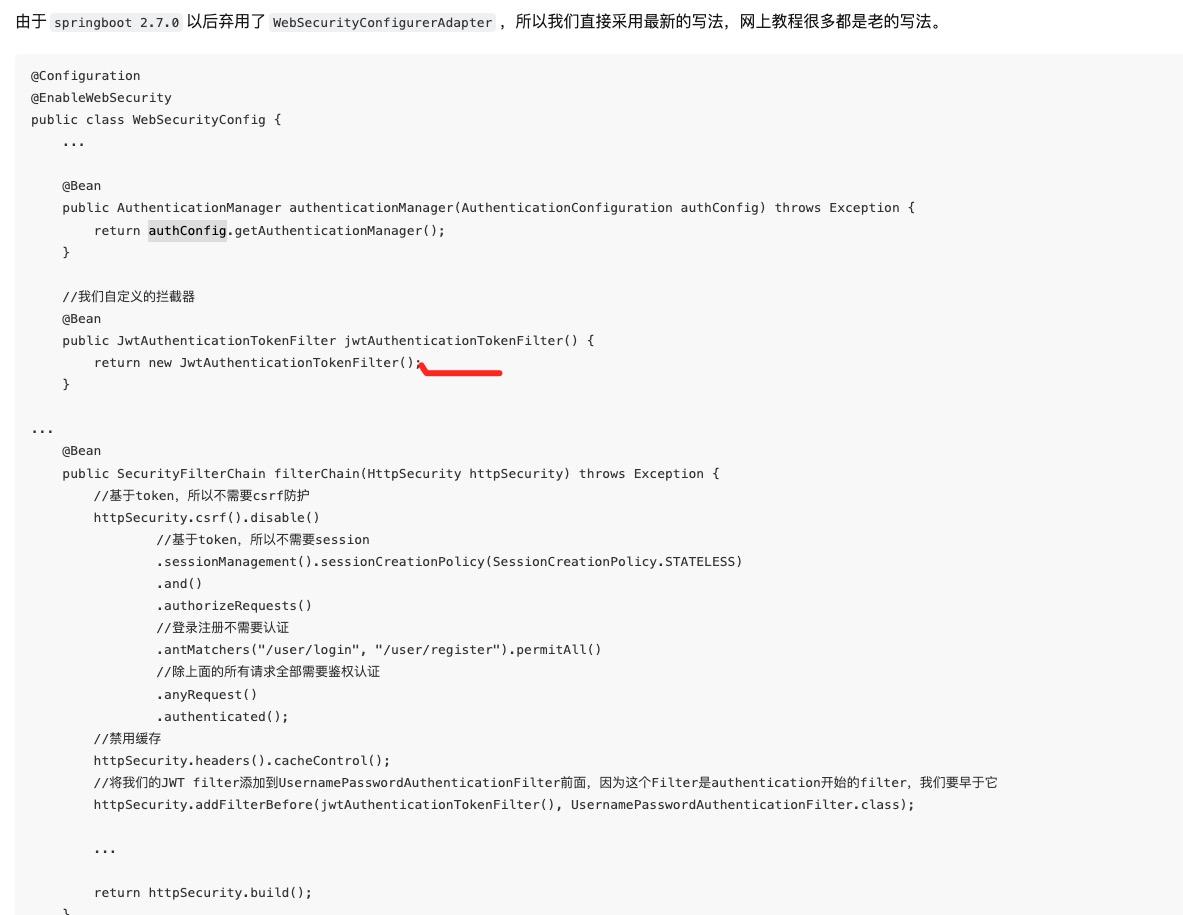 由于 springboot 2.7.0 以后弃用了 WebSecurityConfigurerAdapter ，所以我们直接采用最新的写法，网上教程很多都是老的写法。
@Configuration
@EnableWebSecurity
public class WebSecurityConfig {
    ...
    @Bean
    public AuthenticationManager authenticationManager(AuthenticationConfiguration authConfig) throws Exception {
        return authConfig.getAuthenticationManager();
    }
    //我们自定义的拦截器
    @Bean
    public JwtAuthenticationTokenFilter jwtAuthenticationTokenFilter() {
        return new JwtAuthenticationTokenFilter();
    }
...
    @Bean
    public SecurityFilterChain filterChain(HttpSecurity httpSecurity) throws Exception {
        //基于token，所以不需要csrf防护
        httpSecurity.csrf().disable()
                //基于token，所以不需要session
                .sessionManagement().sessionCreationPolicy(SessionCreationPolicy.STATELESS)
                .and()
                .authorizeRequests()
                //登录注册不需要认证
                .antMatchers("/user/login", "/user/register").permitAll()
                //除上面的所有请求全部需要鉴权认证
                .anyRequest()
                .authenticated();
        //禁用缓存
        httpSecurity.headers().cacheControl();
        //将我们的JWT filter添加到UsernamePasswordAuthenticationFilter前面，因为这个Filter是authentication开始的filter，我们要早于它
        httpSecurity.addFilterBefore(jwtAuthenticationTokenFilter(), UsernamePasswordAuthenticationFilter.class);
        ...
        return httpSecurity.build();
    }